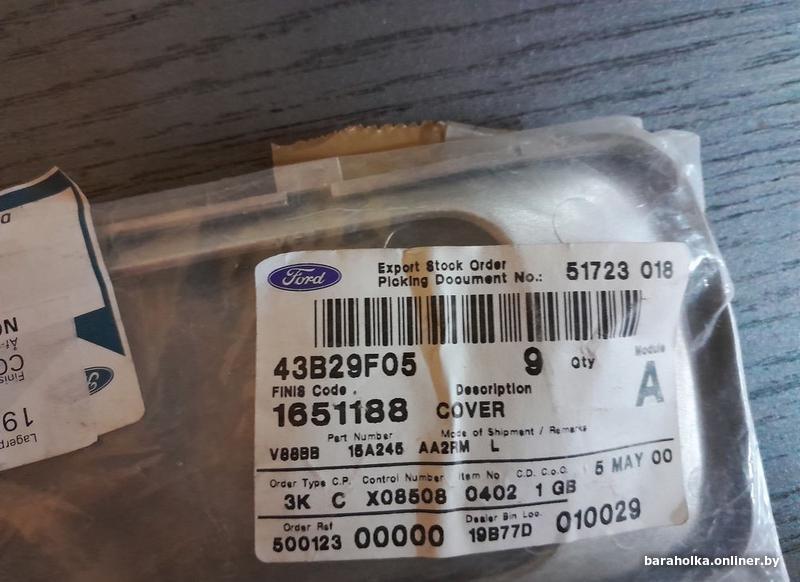 Ford
Export Stock Order
Picking Document No.: 51723 018
43B29F05 9 Qty
Module
A
FINIS Code . Description
1651188 COVER
Part Number Mode of Shipment / Remarks
V88BB 15A245 AA2RM L
Order Type C.P. Control Number Item No C.D. C.o.O. 5 MAY 00
3K C X08508 0402 1 GB
Order Ref Dealer Bin Loc.
500123 00000 19B77D 010029
19
baraholka.onliner.by